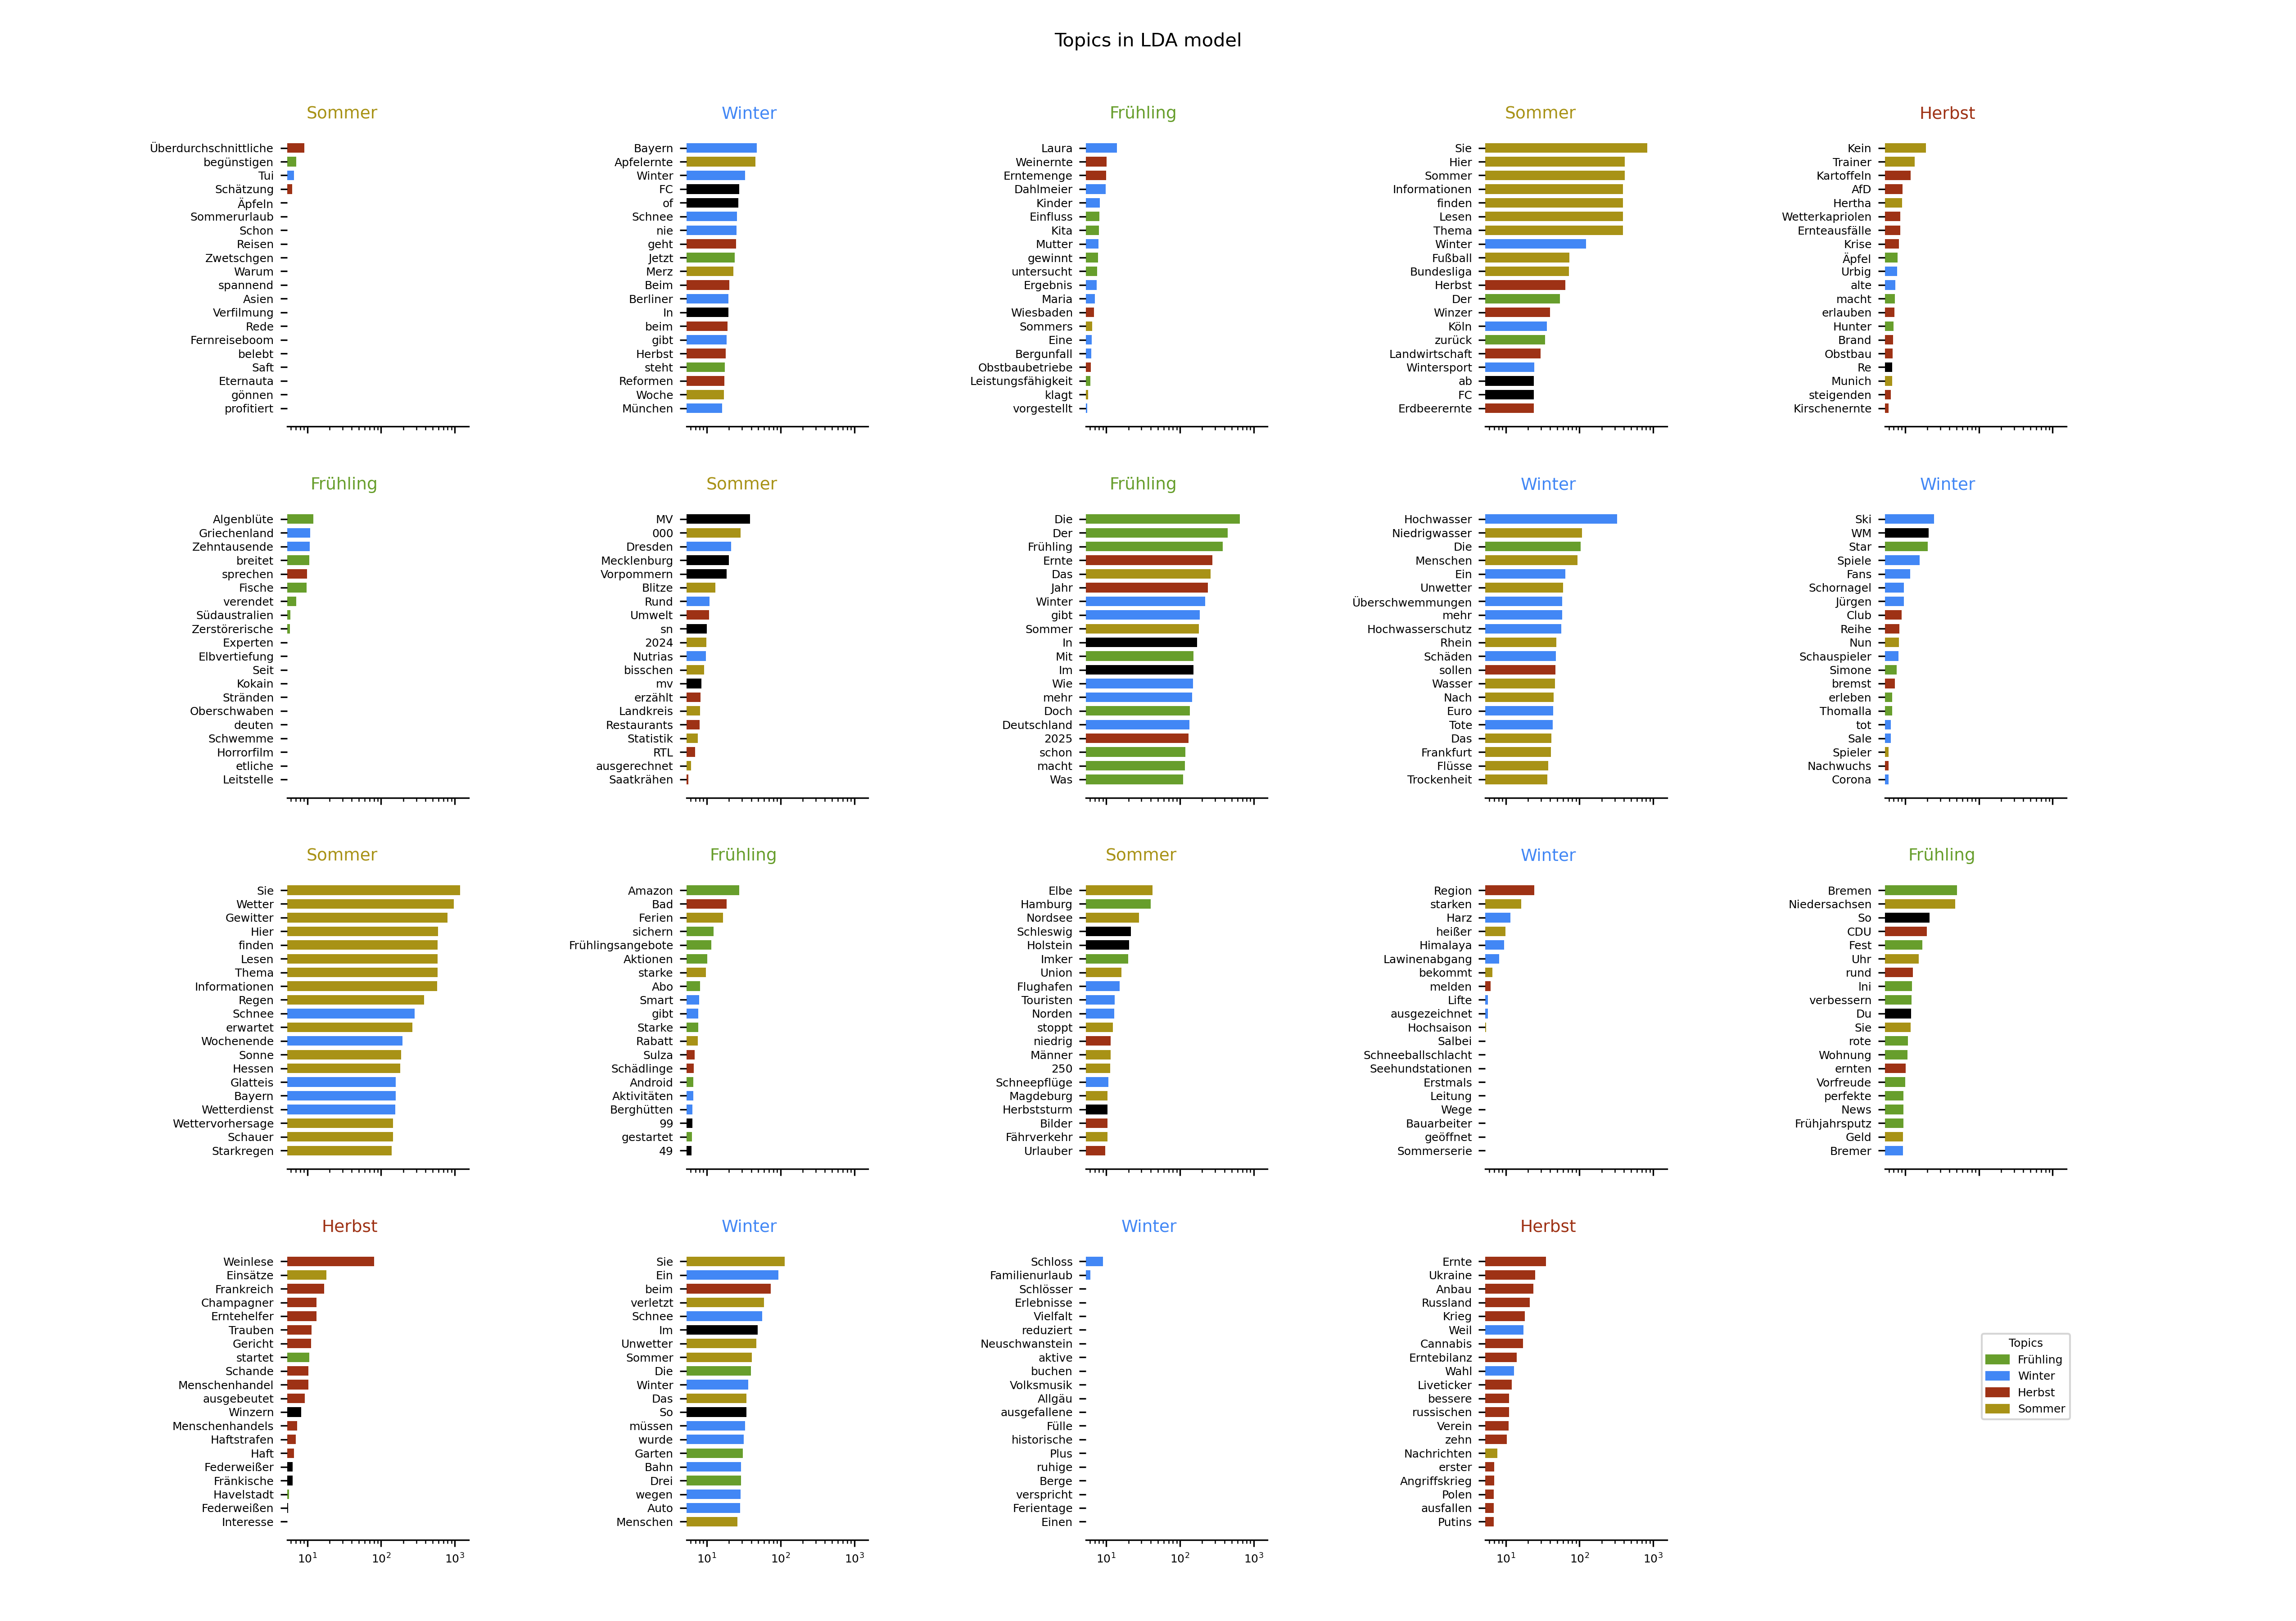 Topics in LDA model
Sommer
Überdurchschnittliche
begünstigen
Tui
Schätzung
Äpfeln
Sommerurlaub
Schon
Reisen
Zwetschgen
Warum
spannend
Asien
Verfilmung
Rede
Fernreiseboom
belebt
Saft
Eternauta
gönnen
profitiert
Winter
Bayern
Apfelernte
Winter
FC
of
Schnee
nie
geht
Jetzt
Merz
Beim
Berliner
In
beim
gibt
Herbst
steht
Reformen
Woche
München
Frühling
Laura
Weinernte
Erntemenge
Dahlmeier
Kinder
Einfluss
Kita
Mutter
gewinnt
untersucht
Ergebnis
Maria
Wiesbaden
Sommers
Eine
Bergunfall
Obstbaubetriebe
Leistungsfähigkeit
klagt
vorgestellt
Sommer
Sie
Hier
Sommer
Informationen
finden
Lesen
Thema
Winter
Fußball
Bundesliga
Herbst
Der
Winzer
Köln
zurück
Landwirtschaft
Wintersport
ab
FC
Erdbeerernte
Herbst
Kein
Trainer
Kartoffeln
AfD
Hertha
Wetterkapriolen
Ernteausfälle
Krise
Äpfel
Urbig
alte
macht
erlauben
Hunter
Brand
Obstbau
Re
Munich
steigenden
Kirschenernte
Frühling
Algenblüte
Griechenland
Zehntausende
breitet
sprechen
Fische
verendet
Südaustralien
Zerstörerische
Experten
Elbvertiefung
Seit
Kokain
Stränden
Oberschwaben
deuten
Schwemme
Horrorfilm
etliche
Leitstelle
Sommer
MV
000
Dresden
Mecklenburg
Vorpommern
Blitze
Rund
Umwelt
sn
2024
Nutrias
bisschen
mv
erzählt
Landkreis
Restaurants
Statistik
RTL
ausgerechnet
Saatkrähen
Frühling
Die
Der
Frühling
Ernte
Das
Jahr
Winter
gibt
Sommer
In
Mit
Im
Wie
mehr
Doch
Deutschland
2025
schon
macht
Was
Winter
Hochwasser
Niedrigwasser
Die
Menschen
Ein
Unwetter
Überschwemmungen
mehr
Hochwasserschutz
Rhein
Schäden
sollen
Wasser
Nach
Euro
Tote
Das
Frankfurt
Flüsse
Trockenheit
Winter
Ski
WM
Star
Spiele
Fans
Schornagel
Jürgen
Club
Reihe
Nun
Schauspieler
Simone
bremst
erleben
Thomalla
tot
Sale
Spieler
Nachwuchs
Corona
Sommer
Sie
Wetter
Gewitter
Hier
finden
Lesen
Thema
Informationen
Regen
Schnee
erwartet
Wochenende
Sonne
Hessen
Glatteis
Bayern
Wetterdienst
Wettervorhersage
Schauer
Starkregen
Frühling
Amazon
Bad
Ferien
sichern
Frühlingsangebote
Aktionen
starke
Abo
Smart
gibt
Starke
Rabatt
Sulza
Schädlinge
Android
Aktivitäten
Berghütten
99
gestartet
49
Sommer
Elbe
Hamburg
Nordsee
Schleswig
Holstein
Imker
Union
Flughafen
Touristen
Norden
stoppt
niedrig
Männer
250
Schneepflüge
Magdeburg
Herbststurm
Bilder
Fährverkehr
Urlauber
Winter
Region
starken
Harz
heißer
Himalaya
Lawinenabgang
bekommt
melden
Lifte
ausgezeichnet
Hochsaison
Salbei
Schneeballschlacht
Seehundstationen
Erstmals
Leitung
Wege
Bauarbeiter
geöffnet
Sommerserie
Frühling
Bremen
Niedersachsen
So
CDU
Fest
Uhr
rund
Ini
verbessern
Du
Sie
rote
Wohnung
ernten
Vorfreude
perfekte
News
Frühjahrsputz
Geld
Bremer
Herbst
Weinlese
Einsätze
Frankreich
Champagner
Erntehelfer
Trauben
Gericht
startet
Schande
Menschenhandel
ausgebeutet
Winzern
Menschenhandels
Haftstrafen
Haft
Federweißer
Fränkische
Havelstadt
Federweißen
Interesse
10¹ 10² 10³
Winter
Sie
Ein
beim
verletzt
Schnee
Im
Unwetter
Sommer
Die
Winter
Das
So
müssen
wurde
Garten
Bahn
Drei
wegen
Auto
Menschen
10¹ 10² 10³
Winter
Schloss
Familienurlaub
Schlösser
Erlebnisse
Vielfalt
reduziert
Neuschwanstein
aktive
buchen
Volksmusik
Allgäu
ausgefallene
Fülle
historische
Plus
ruhige
Berge
verspricht
Ferientage
Einen
10¹ 10² 10³
Herbst
Ernte
Ukraine
Anbau
Russland
Krieg
Weil
Cannabis
Erntebilanz
Wahl
Liveticker
bessere
russischen
Verein
zehn
Nachrichten
erster
Angriffskrieg
Polen
ausfallen
Putins
10¹ 10² 10³
Topics
Frühling
Winter
Herbst
Sommer